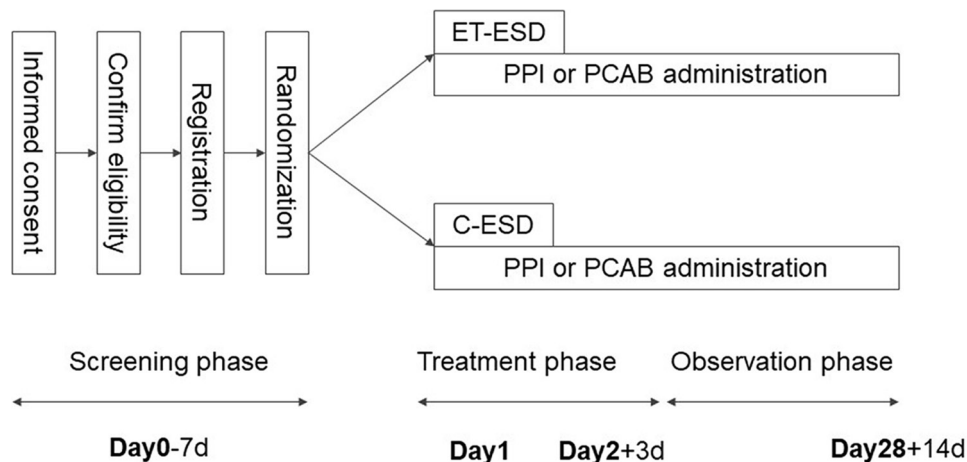 Informed consent
Confirm eligibility
Registration
Randomization
ET-ESD
PPI or PCAB administration
C-ESD
PPI or PCAB administration
Screening phase
Treatment phase
Observation phase
Day0-7d
Day1
Day2+3d
Day28+14d